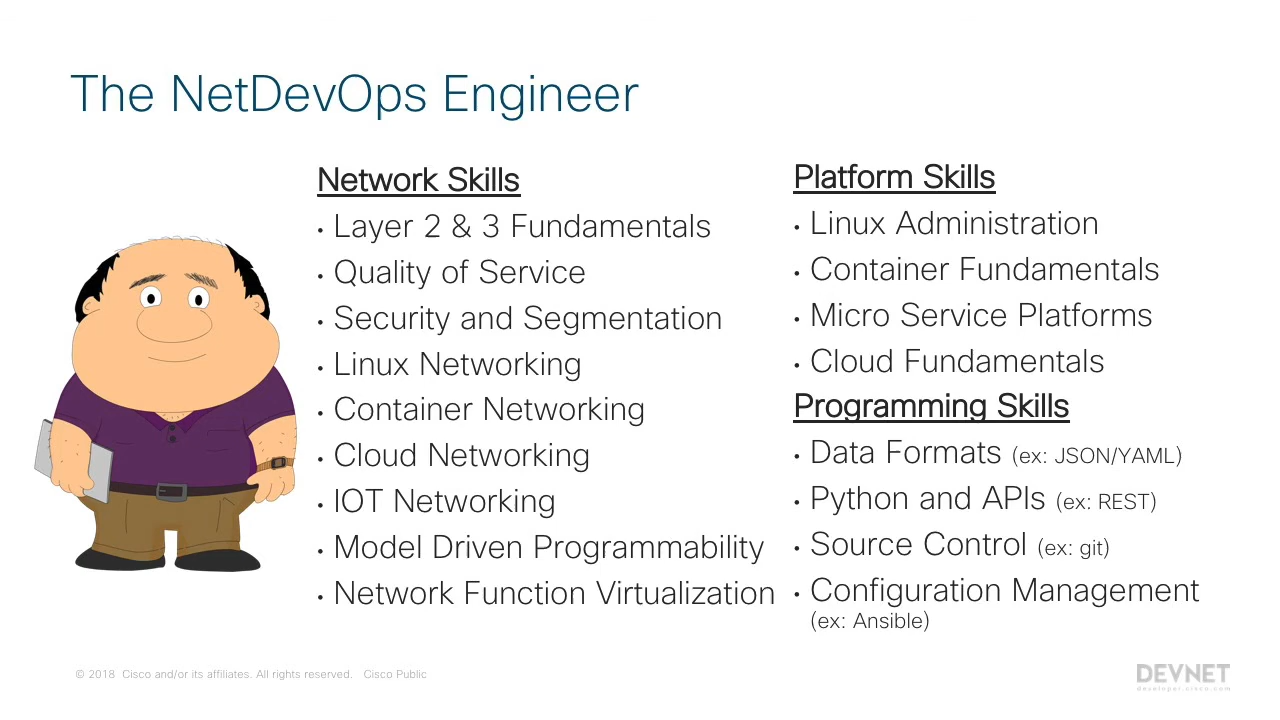 The NetDevOps Engineer
Network Skills
• Layer 2 & 3 Fundamentals
• Quality of Service
• Security and Segmentation
• Linux Networking
• Container Networking
• Cloud Networking
• IOT Networking
• Model Driven Programmability
• Network Function Virtualization
Platform Skills
• Linux Administration
• Container Fundamentals
• Micro Service Platforms
• Cloud Fundamentals
Programming Skills
• Data Formats (ex: JSON/YAML)
• Python and APIs (ex: REST)
• Source Control (ex: git)
• Configuration Management
(ex: Ansible)
© 2018 Cisco and/or its affiliates. All rights reserved. Cisco Public
DEVNET
developer.cisco.com